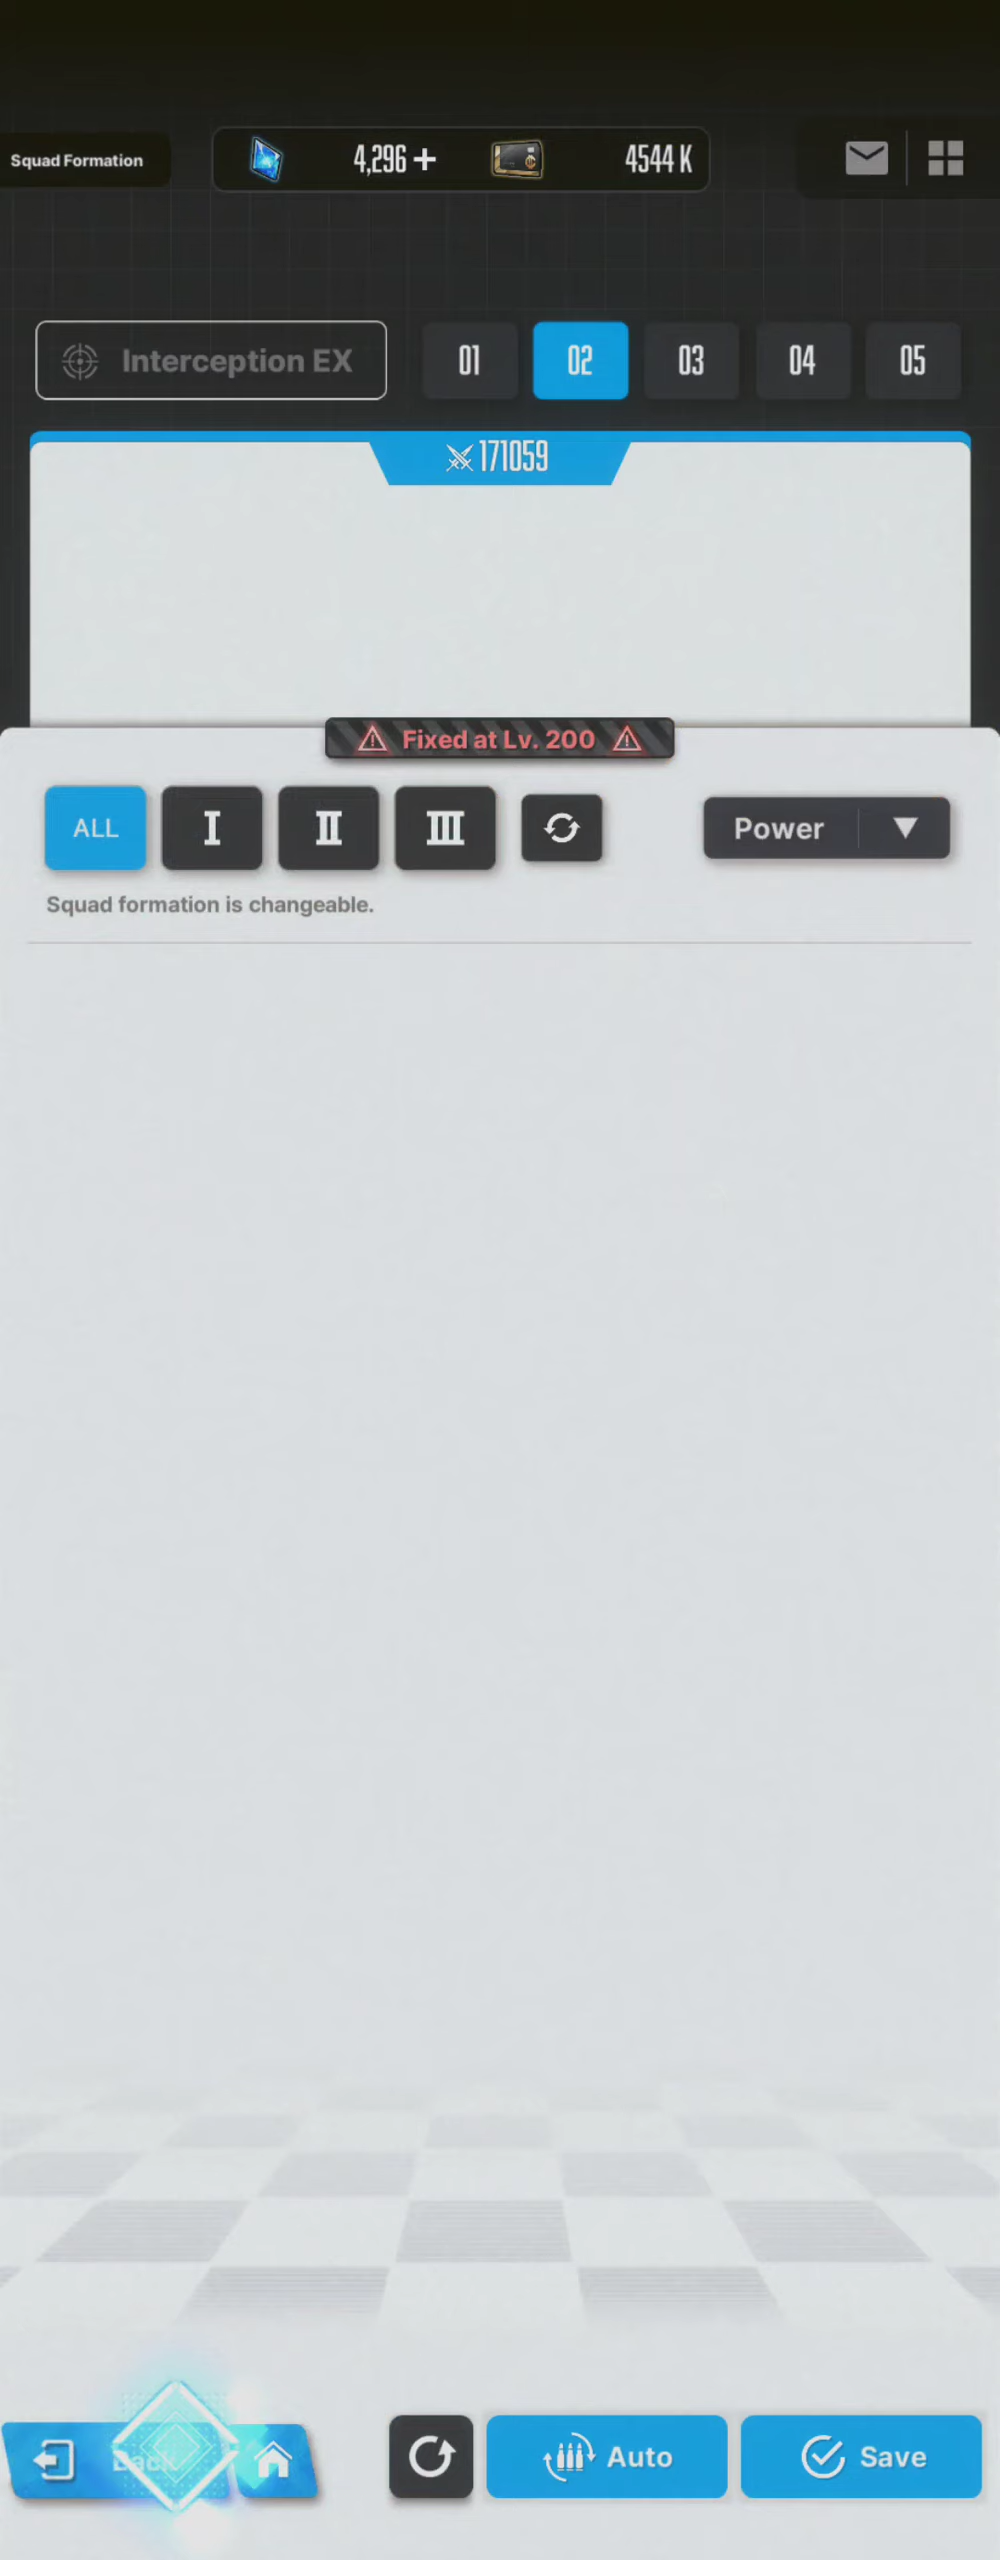 Squad Formation
4,296 +
4544 K
Interception EX
01
02
03
04
05
171059
Fixed at Lv. 200
ALL
I
II
III
Power
Squad formation is changeable.
Back
Auto
Save